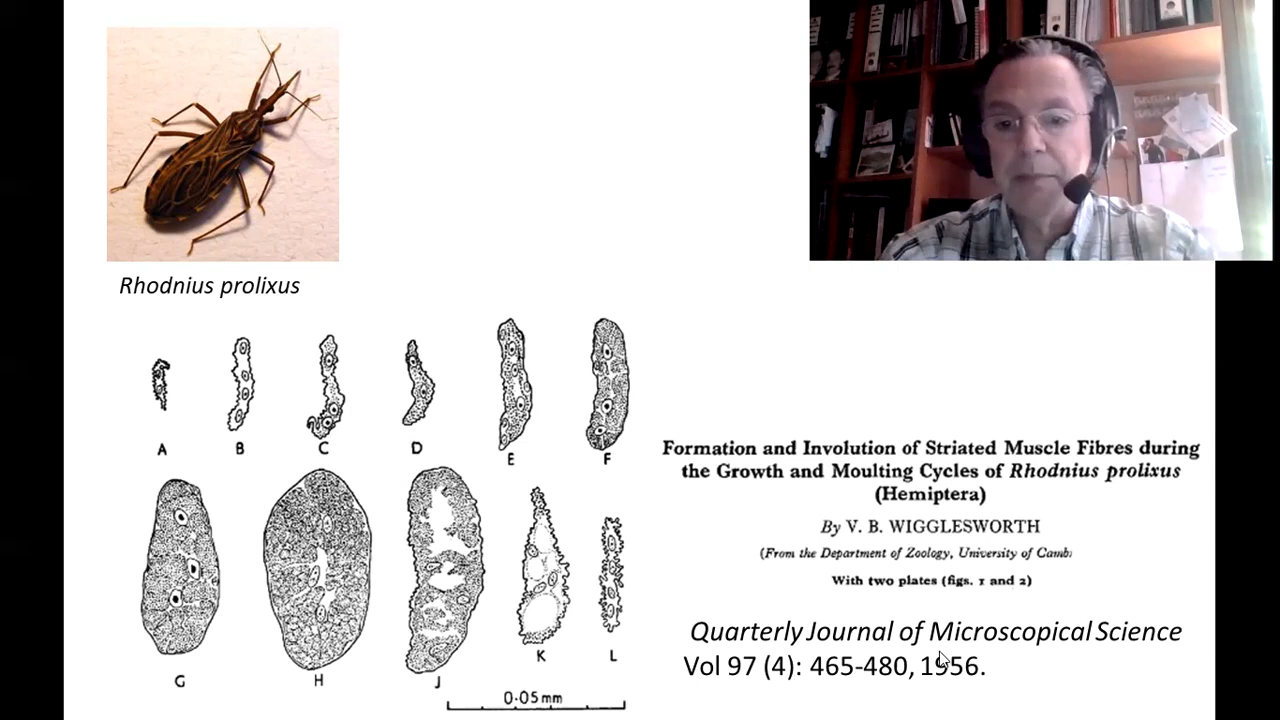 Rhodnius prolixus
A B C D E F
G H J K L
0·05mm
Formation and Involution of Striated Muscle Fibres during
the Growth and Moulting Cycles of Rhodnius prolixus
(Hemiptera)
By V. B. WIGGLESWORTH
(From the Department of Zoology, University of Camb
With two plates (figs. 1 and 2)
Quarterly Journal of Microscopical Science
Vol 97 (4): 465-480, 1956.